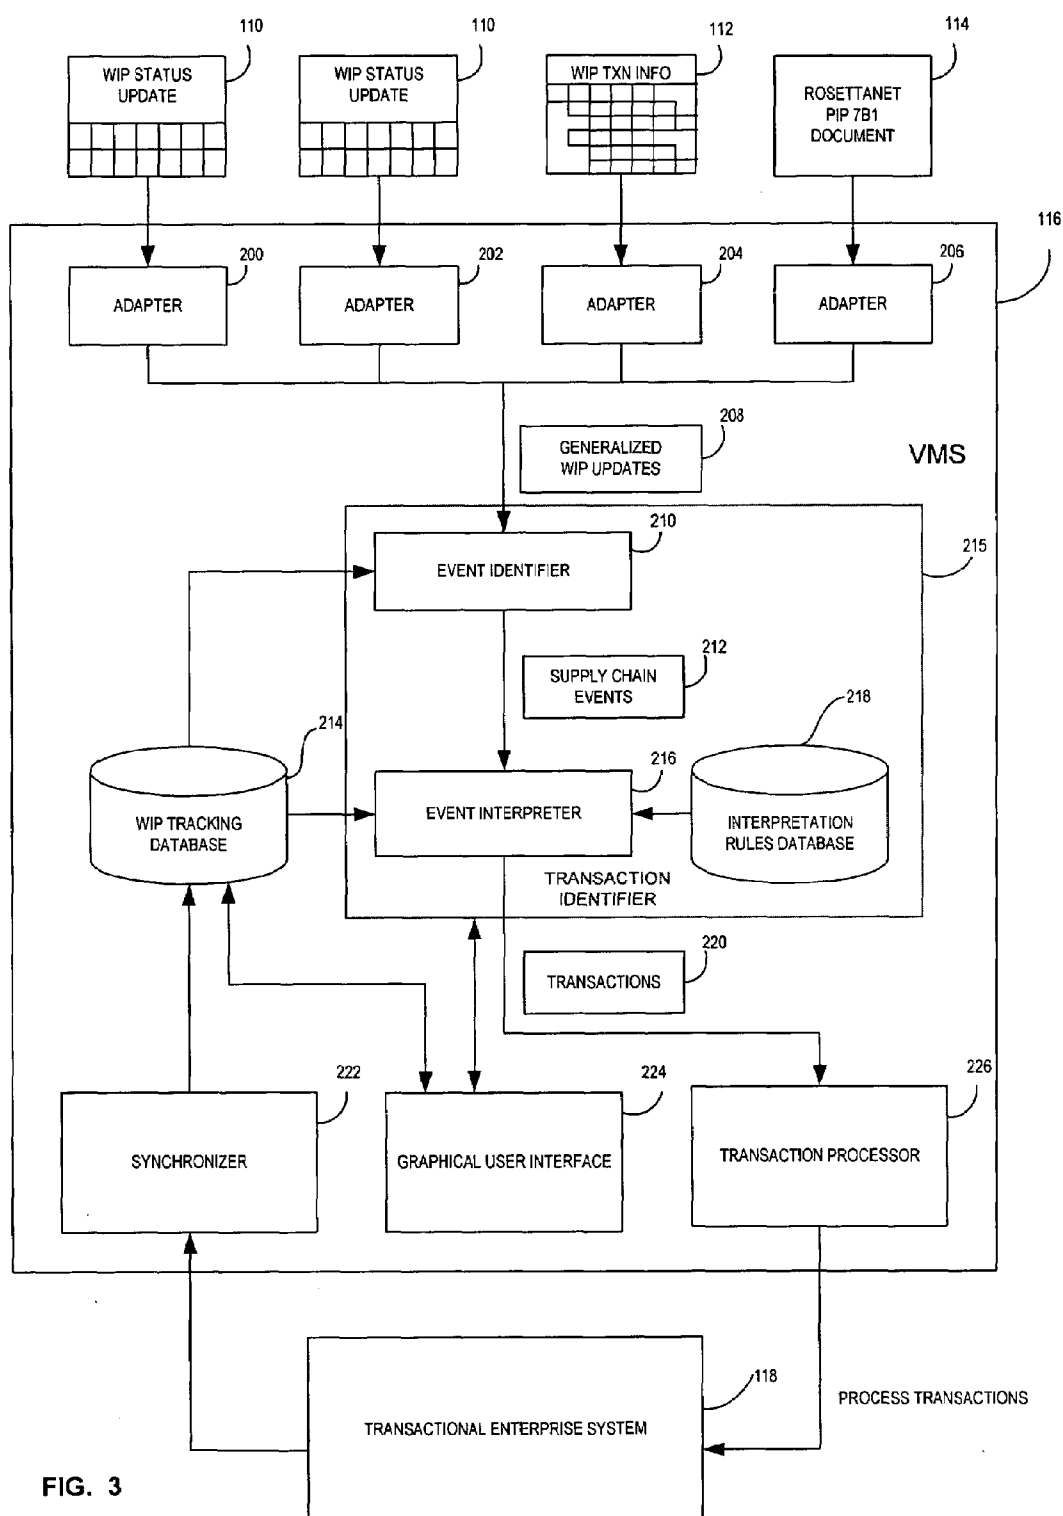 110
110
112
114
WIP STATUS
UPDATE
WIP STATUS
UPDATE
WIP TXN INFO
ROSETTANET
PIP 7B1
DOCUMENT
116
200
202
204
206
ADAPTER
ADAPTER
ADAPTER
ADAPTER
208
GENERALIZED
WIP UPDATES
VMS
210
EVENT IDENTIFIER
215
212
SUPPLY CHAIN
EVENTS
218
214
216
WIP TRACKING
DATABASE
EVENT INTERPRETER
INTERPRETATION
RULES DATABASE
TRANSACTION
IDENTIFIER
220
TRANSACTIONS
222
224
226
SYNCHRONIZER
GRAPHICAL USER INTERFACE
TRANSACTION PROCESSOR
118
PROCESS TRANSACTIONS
TRANSACTIONAL ENTERPRISE SYSTEM
FIG. 3